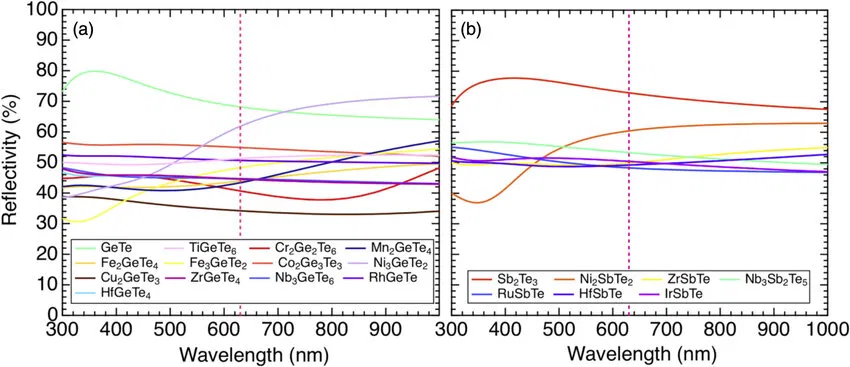 100
90
80
70
60
50
40
30
20
10
0
Reflectivity (%)
(a)
GeTe TiGeTe₆ Cr₂Ge₂Te₆ Mn₂GeTe₄
Fe₂GeTe₄ Fe₃GeTe₂ Co₂Ge₃Te₃ Ni₃GeTe₂
Cu₂GeTe₃ ZrGeTe₄ Nb₃GeTe₆ RhGeTe
HfGeTe₄
300 400 500 600 700 800 900
Wavelength (nm)
(b)
Sb₂Te₃ Ni₂SbTe₂ ZrSbTe Nb₃Sb₂Te₅
RuSbTe HfSbTe IrSbTe
300 400 500 600 700 800 900 1000
Wavelength (nm)